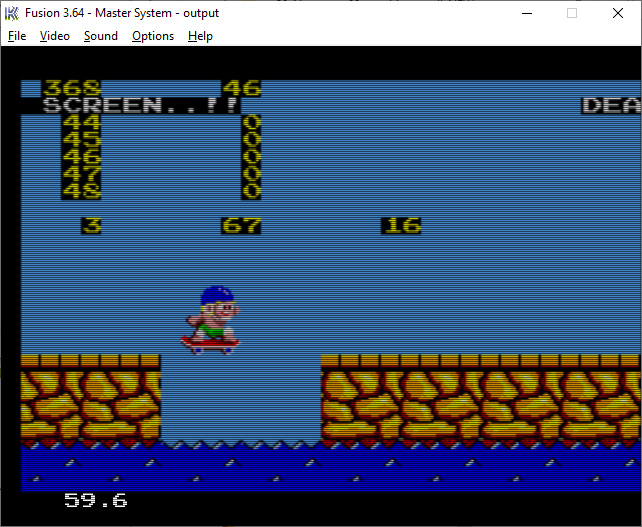 Fusion 3.64 - Master System - output
File Video Sound Options Help
368 46
SCREEN..!! DEA
44 0
45 0
46 0
47 0
48 0
3 67 16
59.6